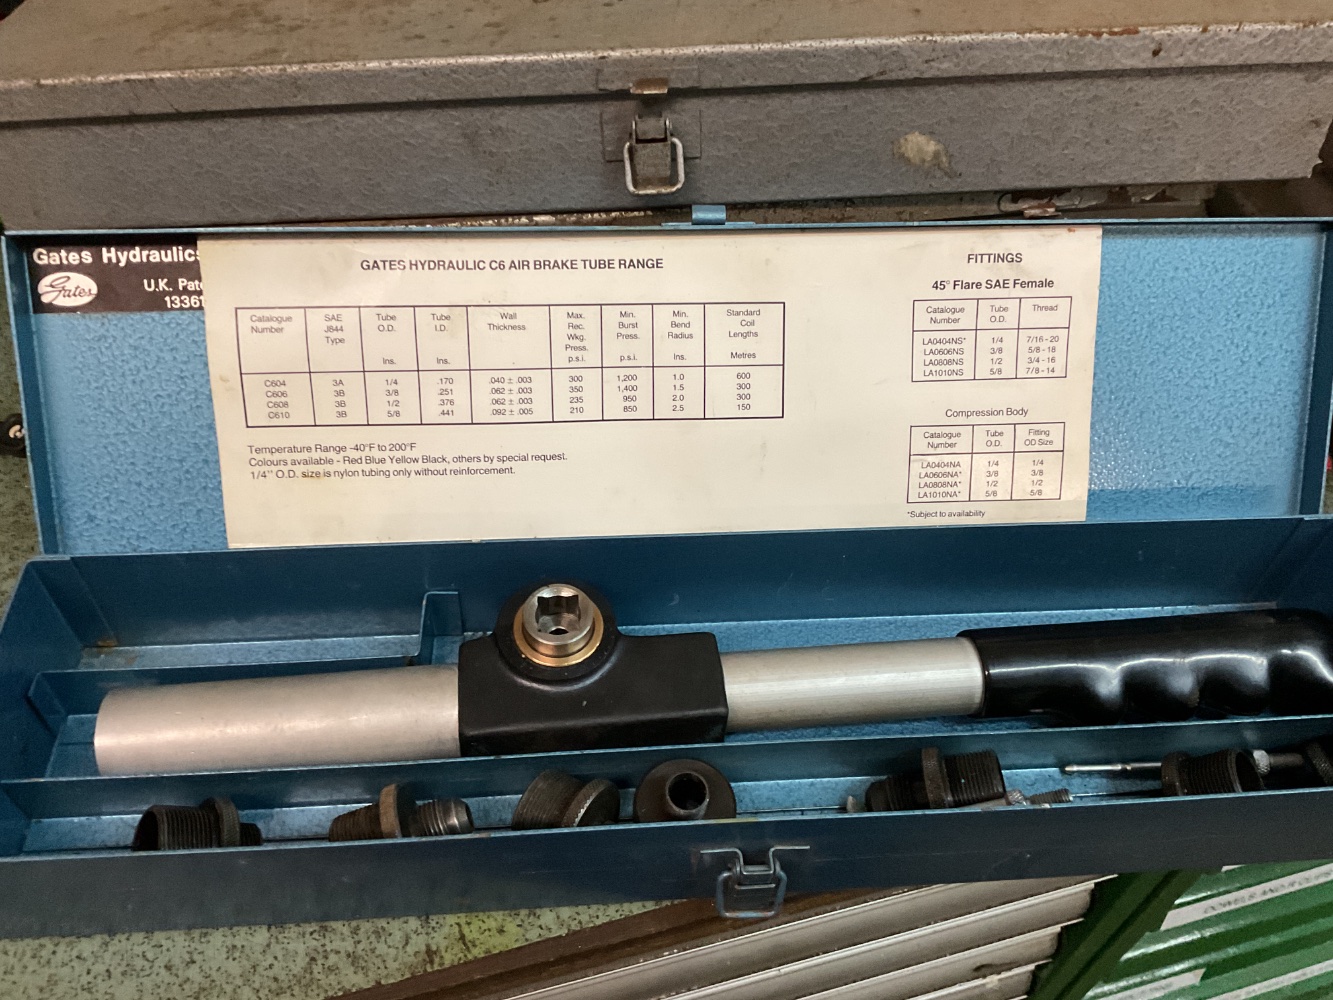 Gates Hydraulics
Gates
U.K. Pate
13361
GATES HYDRAULIC C6 AIR BRAKE TUBE RANGE
Catalogue Number SAE J844 Type Tube O.D. Ins. Tube I.D. Ins. Wall Thickness Max. Rec. Wkg. Press. p.s.i. Min. Burst Press. p.s.i. Min. Bend Radius Ins. Standard Coil Lengths Metres
C604 3A 1/4 .170 .040 ± .003 300 1,200 1.0 600
C606 3B 3/8 .251 .062 ± .003 350 1,400 1.5 300
C608 3B 1/2 .376 .062 ± .003 235 950 2.0 300
C610 3B 5/8 .441 .092 ± .005 210 850 2.5 150
Temperature Range -40°F to 200°F
Colours available - Red Blue Yellow Black, others by special request.
1/4" O.D. size is nylon tubing only without reinforcement.
FITTINGS
45° Flare SAE Female
Catalogue Number Tube O.D. Thread
LA0404NS* 1/4 7/16 - 20
LA0606NS 3/8 5/8 - 18
LA0808NS 1/2 3/4 - 16
LA1010NS 5/8 7/8 - 14
Compression Body
Catalogue Number Tube O.D. Fitting OD Size
LA0404NA 1/4 1/4
LA0606NA* 3/8 3/8
LA0808NA* 1/2 1/2
LA1010NA* 5/8 5/8
*Subject to availability